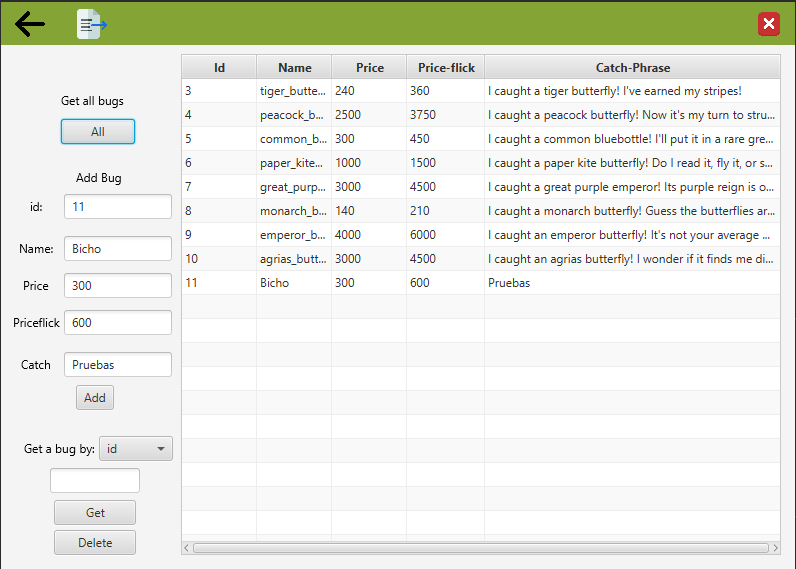 Id Name Price Price-flick Catch-Phrase
3 tiger_butte... 240 360 I caught a tiger butterfly! I've earned my stripes!
4 peacock_b... 2500 3750 I caught a peacock butterfly! Now it's my turn to stru...
5 common_b... 300 450 I caught a common bluebottle! I'll put it in a rare gre...
6 paper_kite... 1000 1500 I caught a paper kite butterfly! Do I read it, fly it, or s...
7 great_purp... 3000 4500 I caught a great purple emperor! Its purple reign is o...
8 monarch_b... 140 210 I caught a monarch butterfly! Guess the butterflies ar...
9 emperor_b... 4000 6000 I caught an emperor butterfly! It's not your average ...
10 agrias_butt... 3000 4500 I caught an agrias butterfly! I wonder if it finds me di...
11 Bicho 300 600 Pruebas
Get all bugs
All
Add Bug
id: 11
Name: Bicho
Price 300
Priceflick 600
Catch Pruebas
Add
Get a bug by: id
Get
Delete